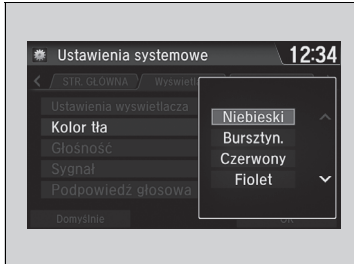 Ustawienia systemowe 12:34
STR. GŁÓWNA Wyświetl
Ustawienia wyświetlacza
Kolor tła
Głośność
Sygnał
Podpowiedź głosowa
Niebieski
Bursztyn.
Czerwony
Fiolet
Domyślnie OK